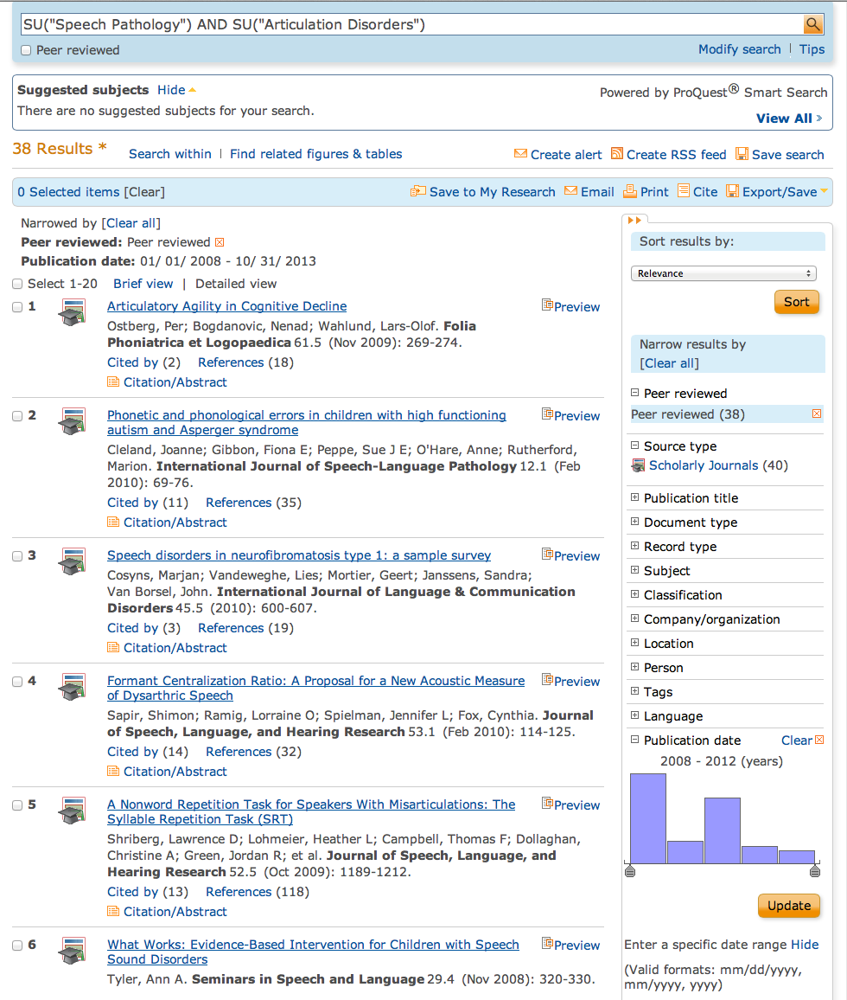 SU("Speech Pathology") AND SU("Articulation Disorders")
Peer reviewed
Modify search | Tips
Suggested subjects Hide
Powered by ProQuest® Smart Search
There are no suggested subjects for your search.
View All >
38 Results *
Search within | Find related figures & tables
Create alert Create RSS feed Save search
0 Selected items [Clear]
Save to My Research Email Print Cite Export/Save
Narrowed by [Clear all]
Peer reviewed: Peer reviewed
Publication date: 01/ 01/ 2008 - 10/ 31/ 2013
Select 1-20 Brief view | Detailed view
1 Articulatory Agility in Cognitive Decline
Preview
Ostberg, Per; Bogdanovic, Nenad; Wahlund, Lars-Olof. Folia
Phoniatrica et Logopaedica 61.5 (Nov 2009): 269-274.
Cited by (2) References (18)
Citation/Abstract
2 Phonetic and phonological errors in children with high functioning
autism and Asperger syndrome
Preview
Cleland, Joanne; Gibbon, Fiona E; Peppe, Sue J E; O'Hare, Anne; Rutherford,
Marion. International Journal of Speech-Language Pathology 12.1 (Feb
2010): 69-76.
Cited by (11) References (35)
Citation/Abstract
3 Speech disorders in neurofibromatosis type 1: a sample survey
Preview
Cosyns, Marjan; Vandeweghe, Lies; Mortier, Geert; Janssens, Sandra;
Van Borsel, John. International Journal of Language & Communication
Disorders 45.5 (2010): 600-607.
Cited by (3) References (19)
Citation/Abstract
4 Formant Centralization Ratio: A Proposal for a New Acoustic Measure
of Dysarthric Speech
Preview
Sapir, Shimon; Ramig, Lorraine O; Spielman, Jennifer L; Fox, Cynthia. Journal
of Speech, Language, and Hearing Research 53.1 (Feb 2010): 114-125.
Cited by (14) References (32)
Citation/Abstract
5 A Nonword Repetition Task for Speakers With Misarticulations: The
Syllable Repetition Task (SRT)
Preview
Shriberg, Lawrence D; Lohmeier, Heather L; Campbell, Thomas F; Dollaghan,
Christine A; Green, Jordan R; et al. Journal of Speech, Language, and
Hearing Research 52.5 (Oct 2009): 1189-1212.
Cited by (13) References (118)
Citation/Abstract
6 What Works: Evidence-Based Intervention for Children with Speech
Sound Disorders
Preview
Tyler, Ann A. Seminars in Speech and Language 29.4 (Nov 2008): 320-330.
Sort results by:
Relevance
Sort
Narrow results by
[Clear all]
Peer reviewed
Peer reviewed (38)
Source type
Scholarly Journals (40)
Publication title
Document type
Record type
Subject
Classification
Company/organization
Location
Person
Tags
Language
Publication date Clear
2008 - 2012 (years)
Update
Enter a specific date range Hide
(Valid formats: mm/dd/yyyy,
mm/yyyy, yyyy)